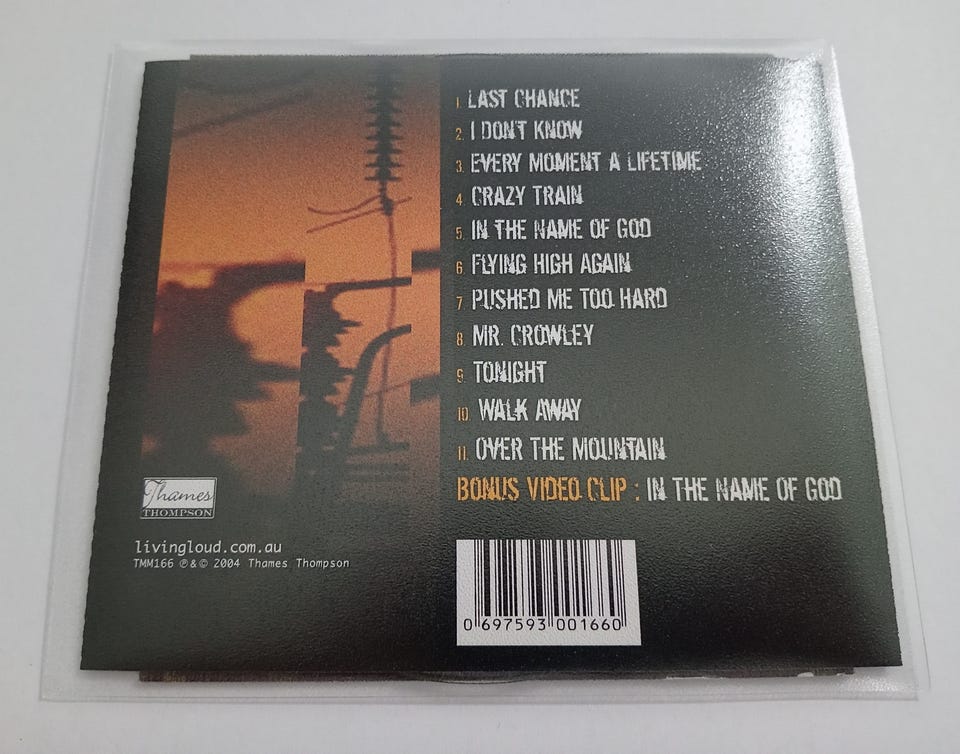 1. LAST CHANCE
2. I DON'T KNOW
3. EVERY MOMENT A LIFETIME
4. CRAZY TRAIN
5. IN THE NAME OF GOD
6. FLYING HIGH AGAIN
7. PUSHED ME TOO HARD
8. MR. CROWLEY
9. TONIGHT
10. WALK AWAY
11. OVER THE MOUNTAIN
BONUS VIDEO CLIP : IN THE NAME OF GOD
Thames
THOMPSON
livingloud.com.au
TMM166 ℗&© 2004 Thames Thompson
0 697593 001660